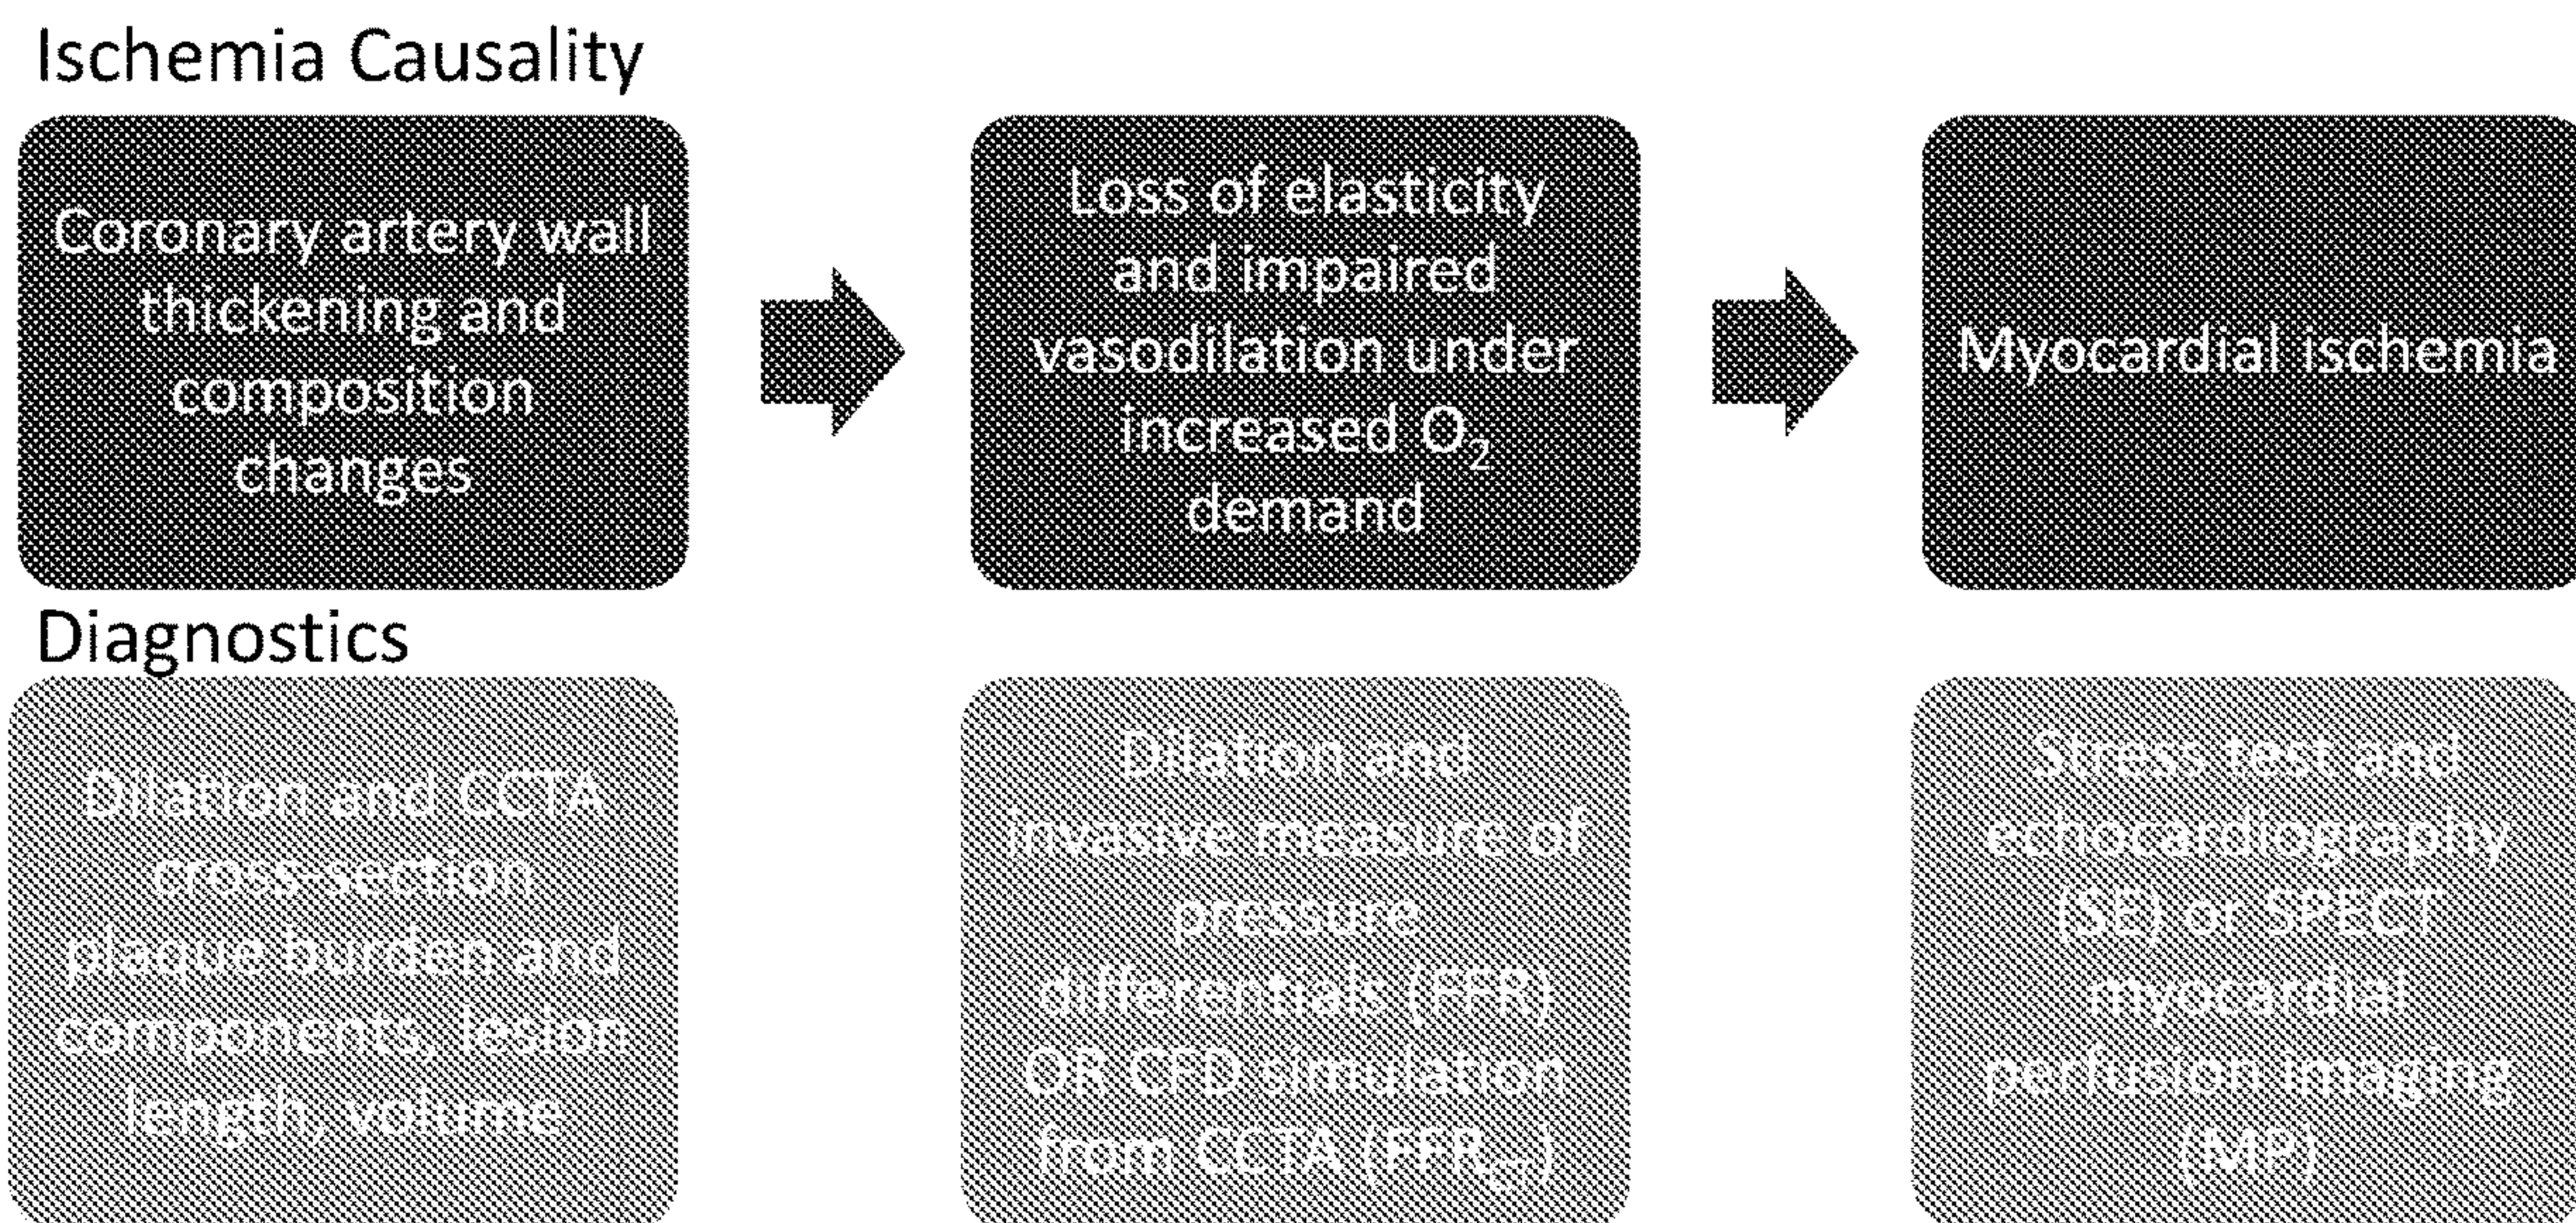 Ischemia Causality
Coronary artery wall
thickening and
composition
changes
Loss of elasticity
and impaired
vasodilation under
increased O₂
demand
Myocardial ischemia
Diagnostics
Dilation and CCTA
cross-section
plaque burden and
components, lesion
length, volume
Dilation and
invasive measure of
pressure
differentials (FFR)
OR CFD simulation
from CCTA (FFR_CT)
Stress test and
echocardiography
(SE) or SPECT
myocardial
perfusion imaging
(MP)